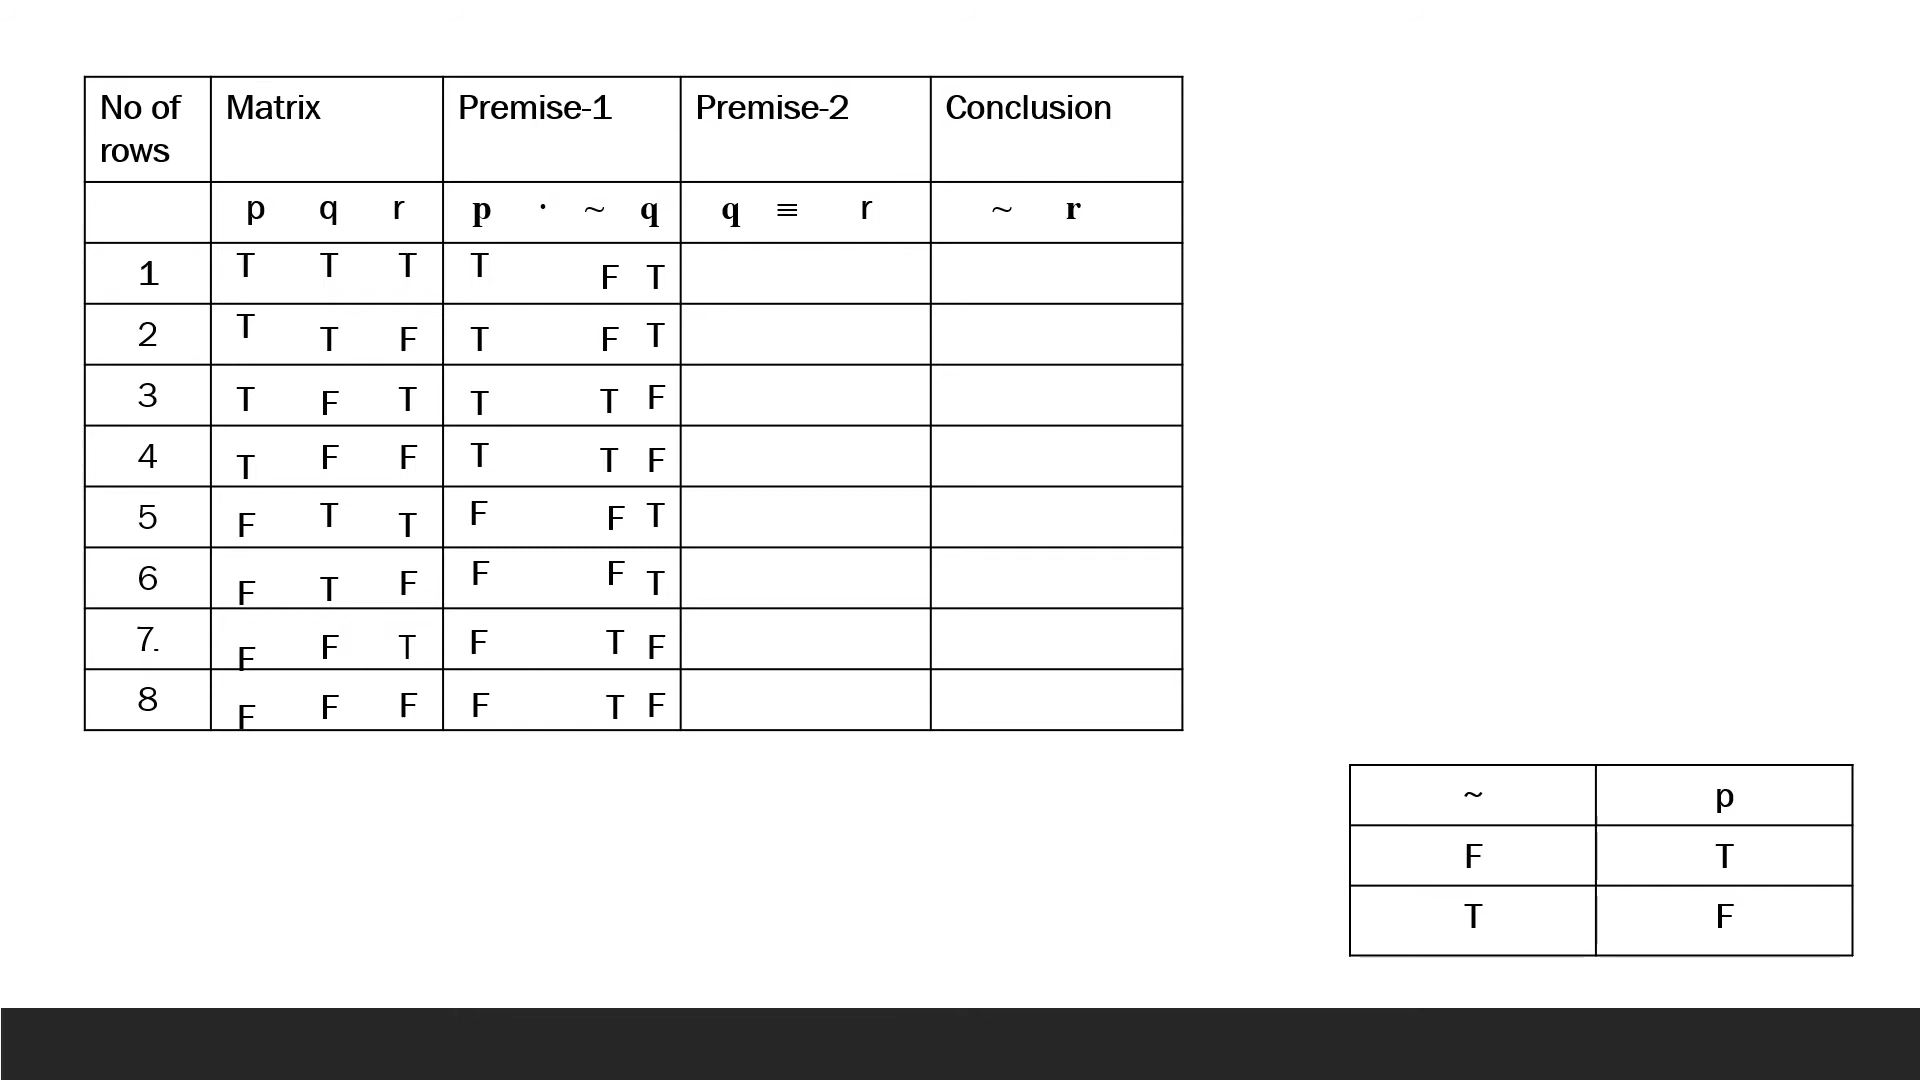 No of rows Matrix Premise-1 Premise-2 Conclusion
p q r p · ~ q q ≡ r ~ r
1 T T T T F T
2 T T F T F T
3 T F T T T F
4 T F F T T F
5 F T T F F T
6 F T F F F T
7. F F T F T F
8 F F F F T F
~ p
F T
T F